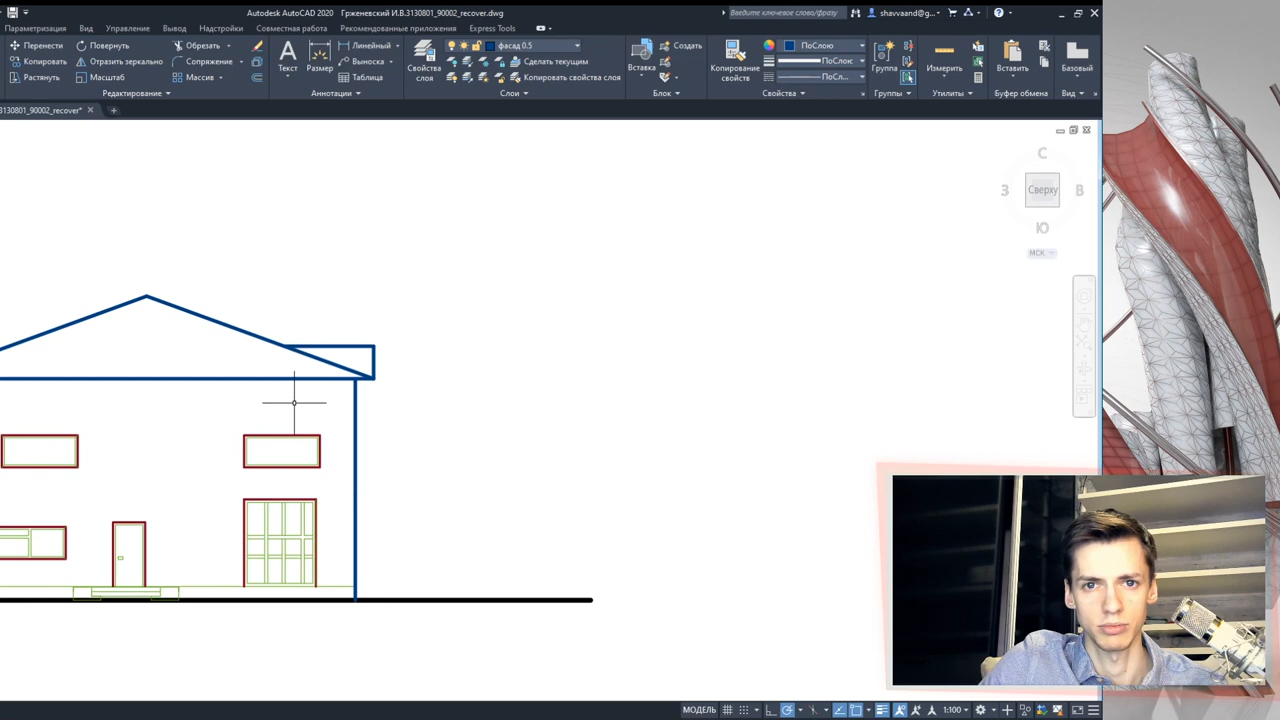 Autodesk AutoCAD 2020 Грженевский И.В.3130801_90002_recover.dwg
Введите ключевое слово/фразу
shavvaand@g...
Параметризация Вид Управление Вывод Надстройки Совместная работа Рекомендованные приложения Express Tools
Перенести Повернуть Обрезать
Копировать Отразить зеркально Сопряжение
Растянуть Масштаб Массив
Редактирование
Текст
Размер
Линейный
Выноска
Таблица
Аннотации
Свойства
слоя
фасад 0.5
Сделать текущим
Копировать свойства слоя
Слои
Вставка
Создать
Блок
Копирование
свойств
ПоСлою
ПоСлою
ПоСл...
Свойства
Группа
Группы
Измерить
Утилиты
Вставить
Буфер обмена
Базовый
Вид
3130801_90002_recover*
С
З Сверху В
Ю
МСК
МОДЕЛЬ
1:100